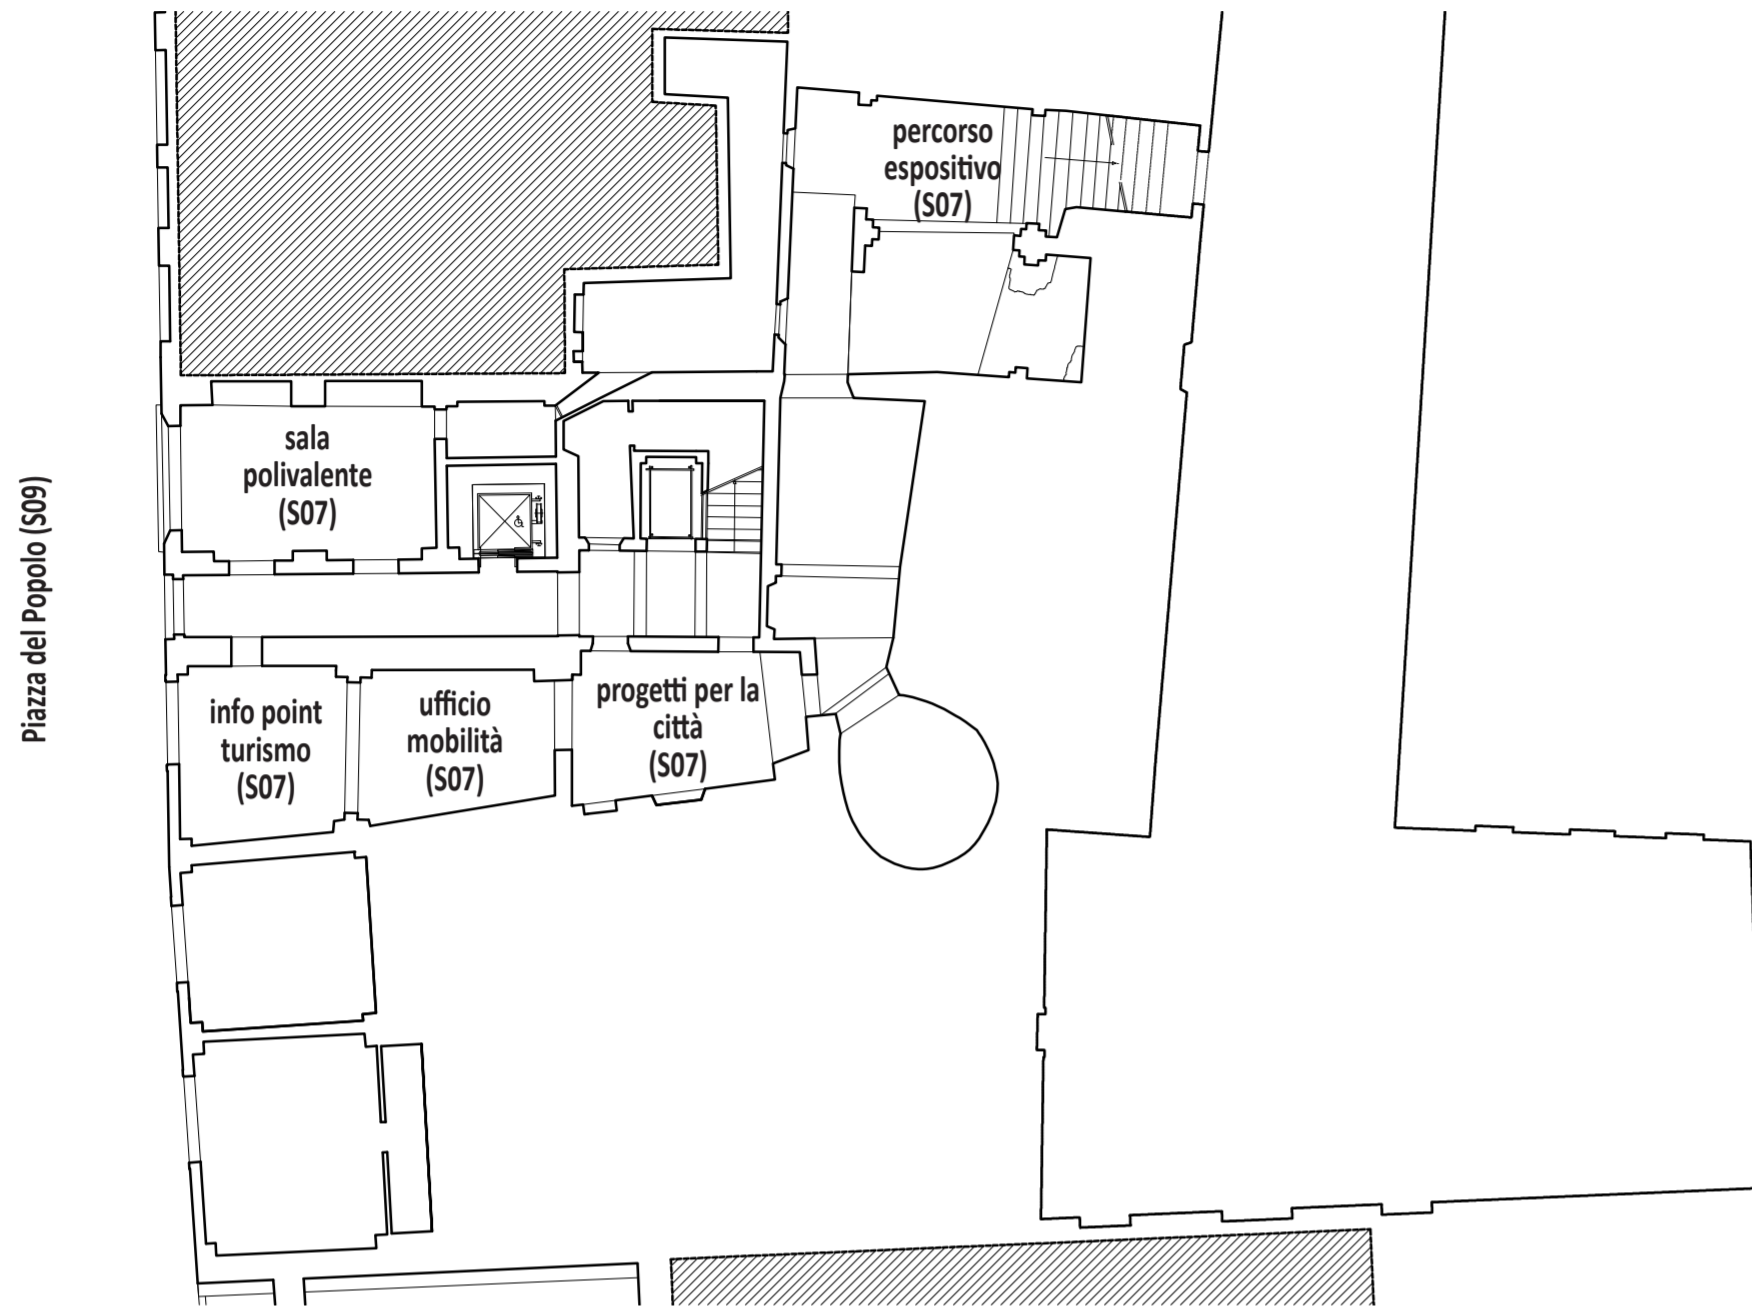 percorso
espositivo
(S07)
sala
polivalente
(S07)
Piazza del Popolo (S09)
info point
turismo
(S07)
ufficio
mobilità
(S07)
progetti per la
città
(S07)